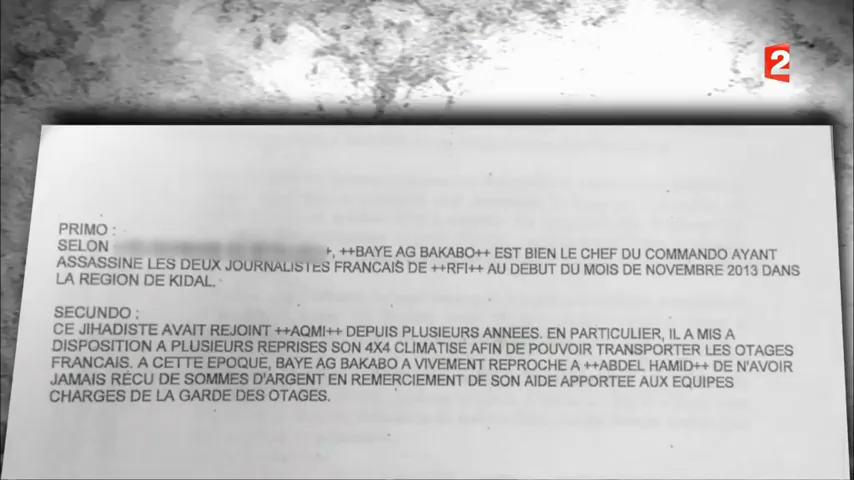 2
PRIMO :
SELON +, ++BAYE AG BAKABO++ EST BIEN LE CHEF DU COMMANDO AYANT
ASSASSINE LES DEUX JOURNALISTES FRANCAIS DE ++RFI++ AU DEBUT DU MOIS DE NOVEMBRE 2013 DANS
LA REGION DE KIDAL.
SECUNDO :
CE JIHADISTE AVAIT REJOINT ++AQMI++ DEPUIS PLUSIEURS ANNEES. EN PARTICULIER, IL A MIS A
DISPOSITION A PLUSIEURS REPRISES SON 4X4 CLIMATISE AFIN DE POUVOIR TRANSPORTER LES OTAGES
FRANCAIS. A CETTE EPOQUE, BAYE AG BAKABO A VIVEMENT REPROCHE A ++ABDEL HAMID++ DE N'AVOIR
JAMAIS RECU DE SOMMES D'ARGENT EN REMERCIEMENT DE SON AIDE APPORTEE AUX EQUIPES
CHARGES DE LA GARDE DES OTAGES.